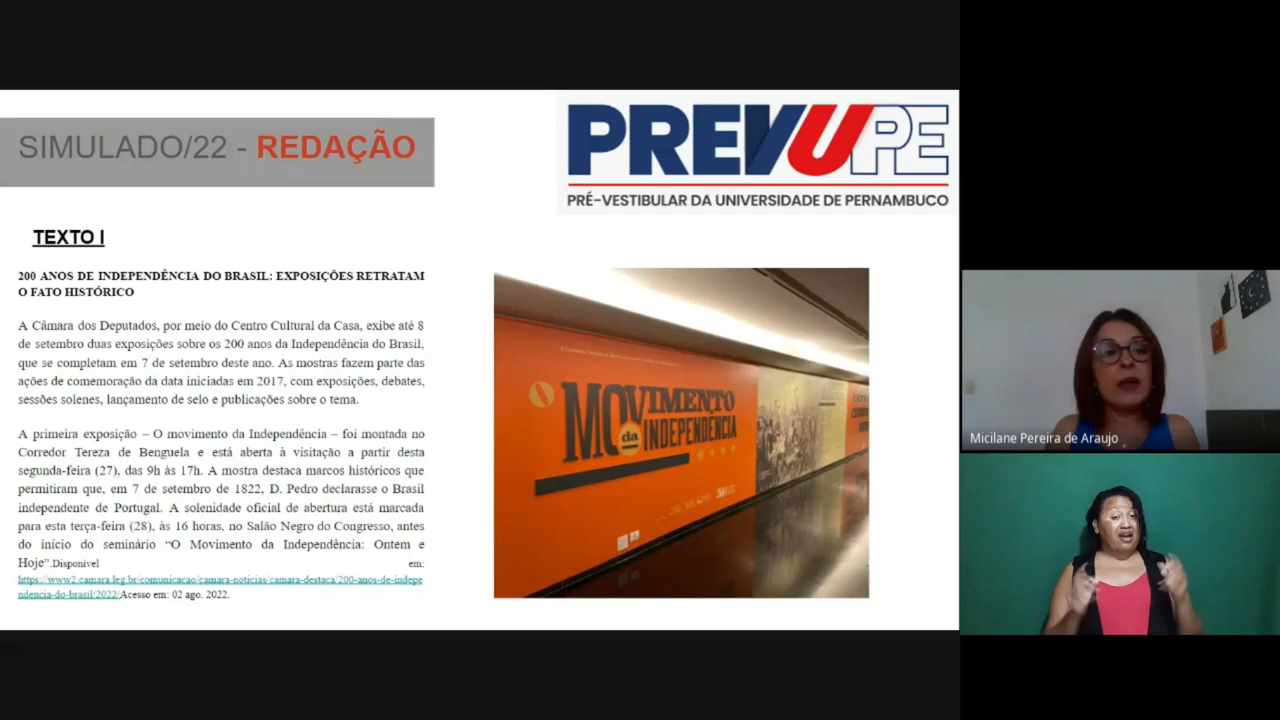 SIMULADO/22 - REDAÇÃO
PREVUPE
PRÉ-VESTIBULAR DA UNIVERSIDADE DE PERNAMBUCO
TEXTO I
200 ANOS DE INDEPENDÊNCIA DO BRASIL: EXPOSIÇÕES RETRATAM
O FATO HISTÓRICO
A Câmara dos Deputados, por meio do Centro Cultural da Casa, exibe até 8
de setembro duas exposições sobre os 200 anos da Independência do Brasil,
que se completam em 7 de setembro deste ano. As mostras fazem parte das
ações de comemoração da data iniciadas em 2017, com exposições, debates,
sessões solenes, lançamento de selo e publicações sobre o tema.
A primeira exposição – O movimento da Independência – foi montada no
Corredor Tereza de Benguela e está aberta à visitação a partir desta
segunda-feira (27), das 9h às 17h. A mostra destaca marcos históricos que
permitiram que, em 7 de setembro de 1822, D. Pedro declarasse o Brasil
independente de Portugal. A solenidade oficial de abertura está marcada
para esta terça-feira (28), às 16 horas, no Salão Negro do Congresso, antes
do início do seminário “O Movimento da Independência: Ontem e
Hoje”.Disponível em:
https://www2.camara.leg.br/comunicacao/camara-noticias/camara-destaca/200-anos-de-indepe
ndencia-do-brasil/2022/Acesso em: 02 ago. 2022.
O
MOVIMENTO
da INDEPENDÊNCIA
Micilane Pereira de Araujo